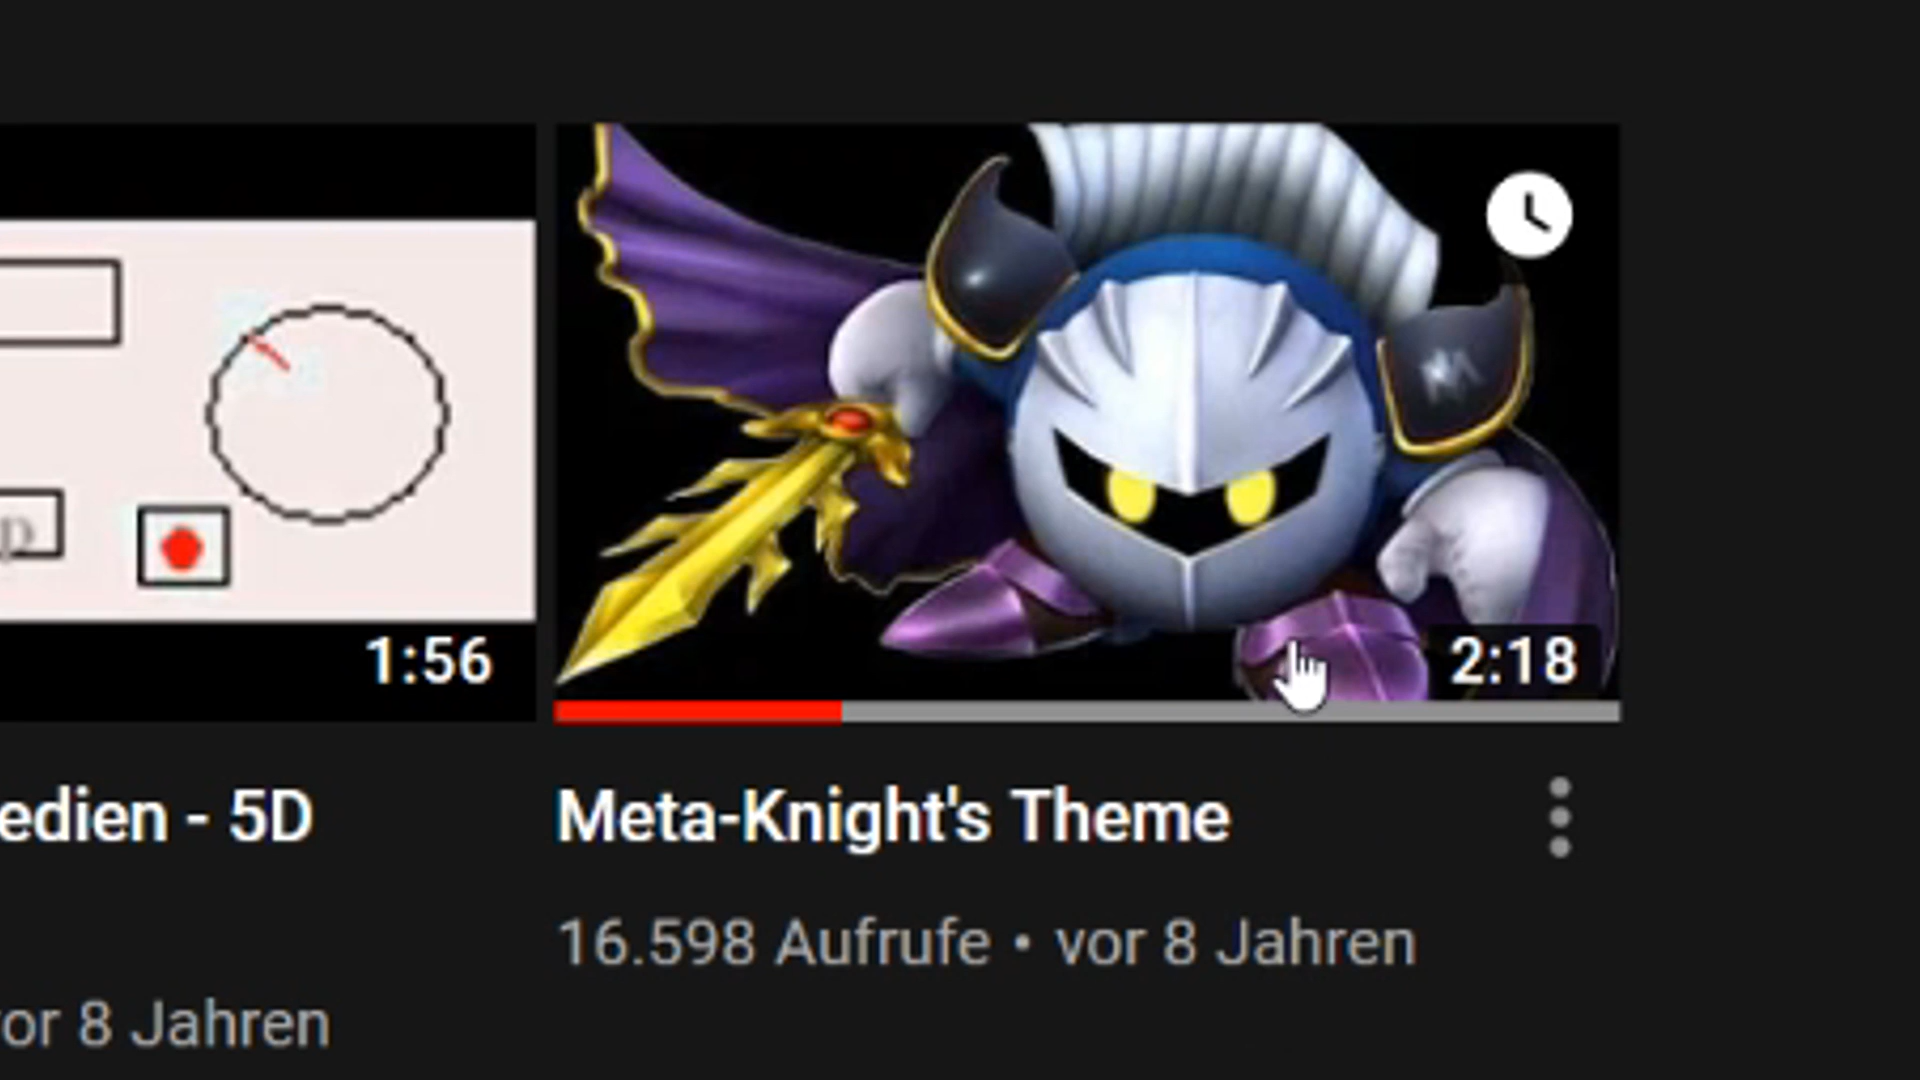 p
1:56
2:18
edien - 5D
Meta-Knight's Theme
16.598 Aufrufe • vor 8 Jahren
or 8 Jahren